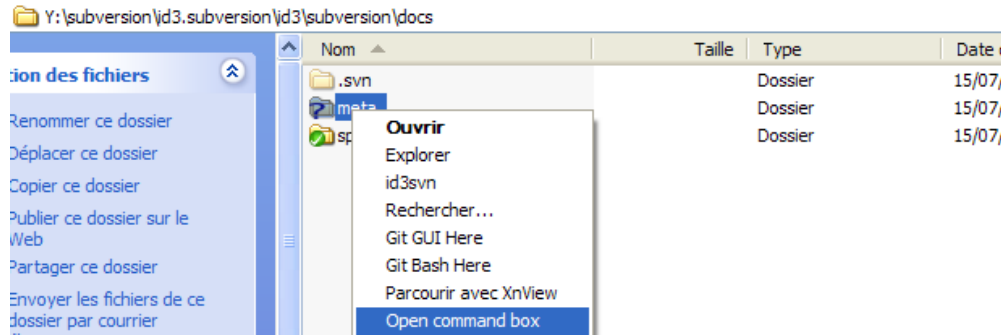 Y:\subversion\id3.subversion\id3\subversion\docs
Nom Taille Type Date
tion des fichiers
.svn Dossier 15/07/
meta Dossier 15/07/
sp Dossier 15/07/
Renommer ce dossier
Déplacer ce dossier
Copier ce dossier
Publier ce dossier sur le
Web
Partager ce dossier
Envoyer les fichiers de ce
dossier par courrier
Ouvrir
Explorer
id3svn
Rechercher...
Git GUI Here
Git Bash Here
Parcourir avec XnView
Open command box